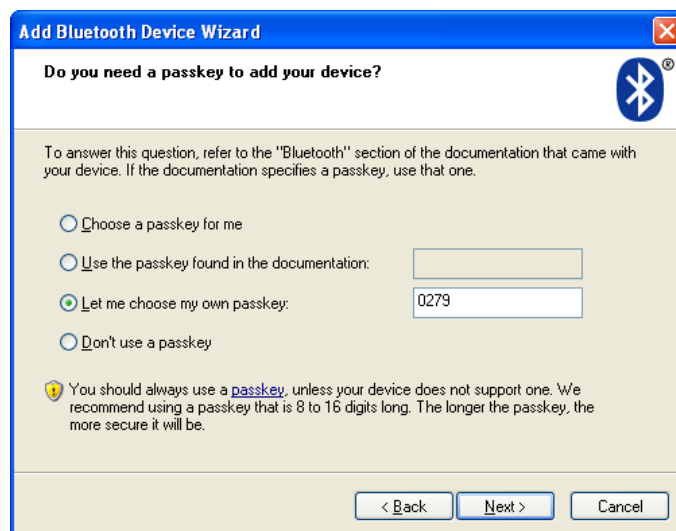 Add Bluetooth Device Wizard
Do you need a passkey to add your device?
®
To answer this question, refer to the "Bluetooth" section of the documentation that came with
your device. If the documentation specifies a passkey, use that one.
Choose a passkey for me
Use the passkey found in the documentation:
Let me choose my own passkey: 0279
Don't use a passkey
You should always use a passkey, unless your device does not support one. We
recommend using a passkey that is 8 to 16 digits long. The longer the passkey, the
more secure it will be.
< Back Next > Cancel